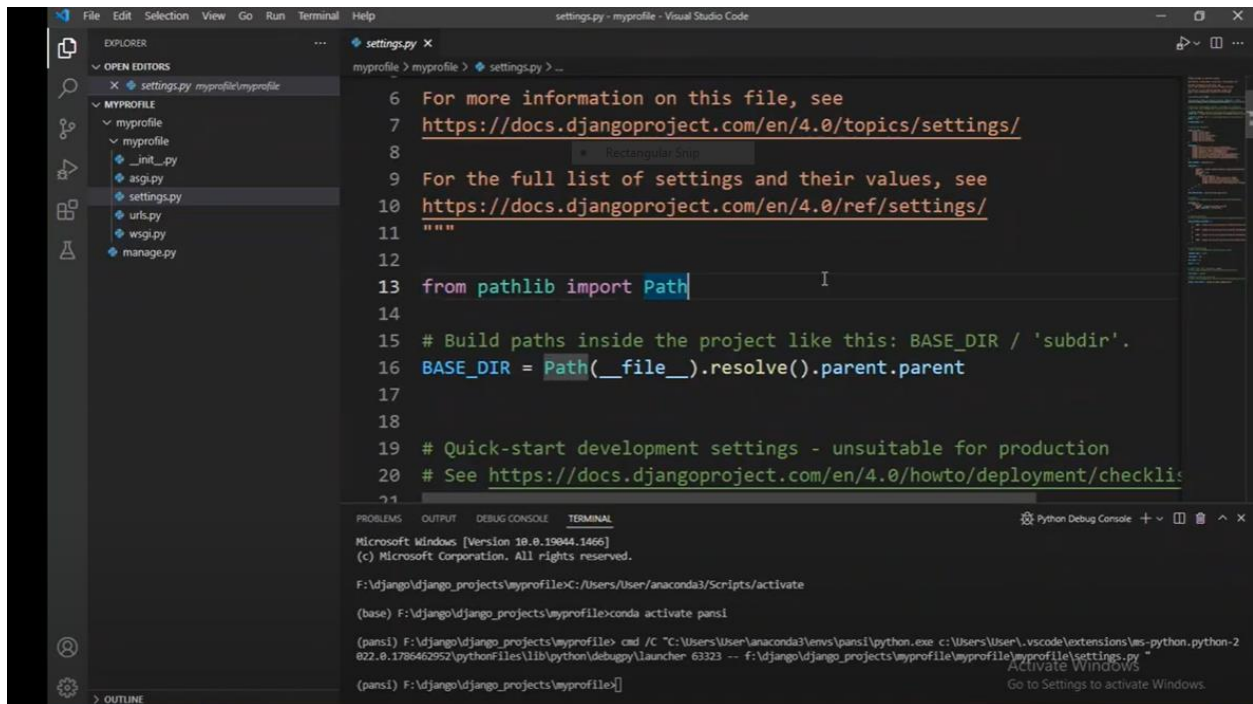 File Edit Selection View Go Run Terminal Help
settings.py - myprofile - Visual Studio Code
EXPLORER
OPEN EDITORS
settings.py myprofile\myprofile
MYPROFILE
myprofile
myprofile
__init__.py
asgi.py
settings.py
urls.py
wsgi.py
manage.py
OUTLINE
settings.py
myprofile > myprofile > settings.py > ...
6 For more information on this file, see
7 https://docs.djangoproject.com/en/4.0/topics/settings/
8
Rectangular Snip
9 For the full list of settings and their values, see
10 https://docs.djangoproject.com/en/4.0/ref/settings/
11 """
12
13 from pathlib import Path
14
15 # Build paths inside the project like this: BASE_DIR / 'subdir'.
16 BASE_DIR = Path(__file__).resolve().parent.parent
17
18
19 # Quick-start development settings - unsuitable for production
20 # See https://docs.djangoproject.com/en/4.0/howto/deployment/checklis
21
PROBLEMS OUTPUT DEBUG CONSOLE TERMINAL
Python Debug Console
Microsoft Windows [Version 10.0.19044.1466]
(c) Microsoft Corporation. All rights reserved.
F:\django\django_projects\myprofile>C:/Users/User/anaconda3/Scripts/activate
(base) F:\django\django_projects\myprofile>conda activate pansi
(pansi) F:\django\django_projects\myprofile> cmd /C "C:\Users\User\anaconda3\envs\pansi\python.exe c:\Users\User\.vscode\extensions\ms-python.python-2
022.0.1786462952\pythonFiles\lib\python\debugpy\launcher 63323 -- f:\django\django_projects\myprofile\myprofile\myprofile\settings.py "
(pansi) F:\django\django_projects\myprofile>
Activate Windows
Go to Settings to activate Windows.